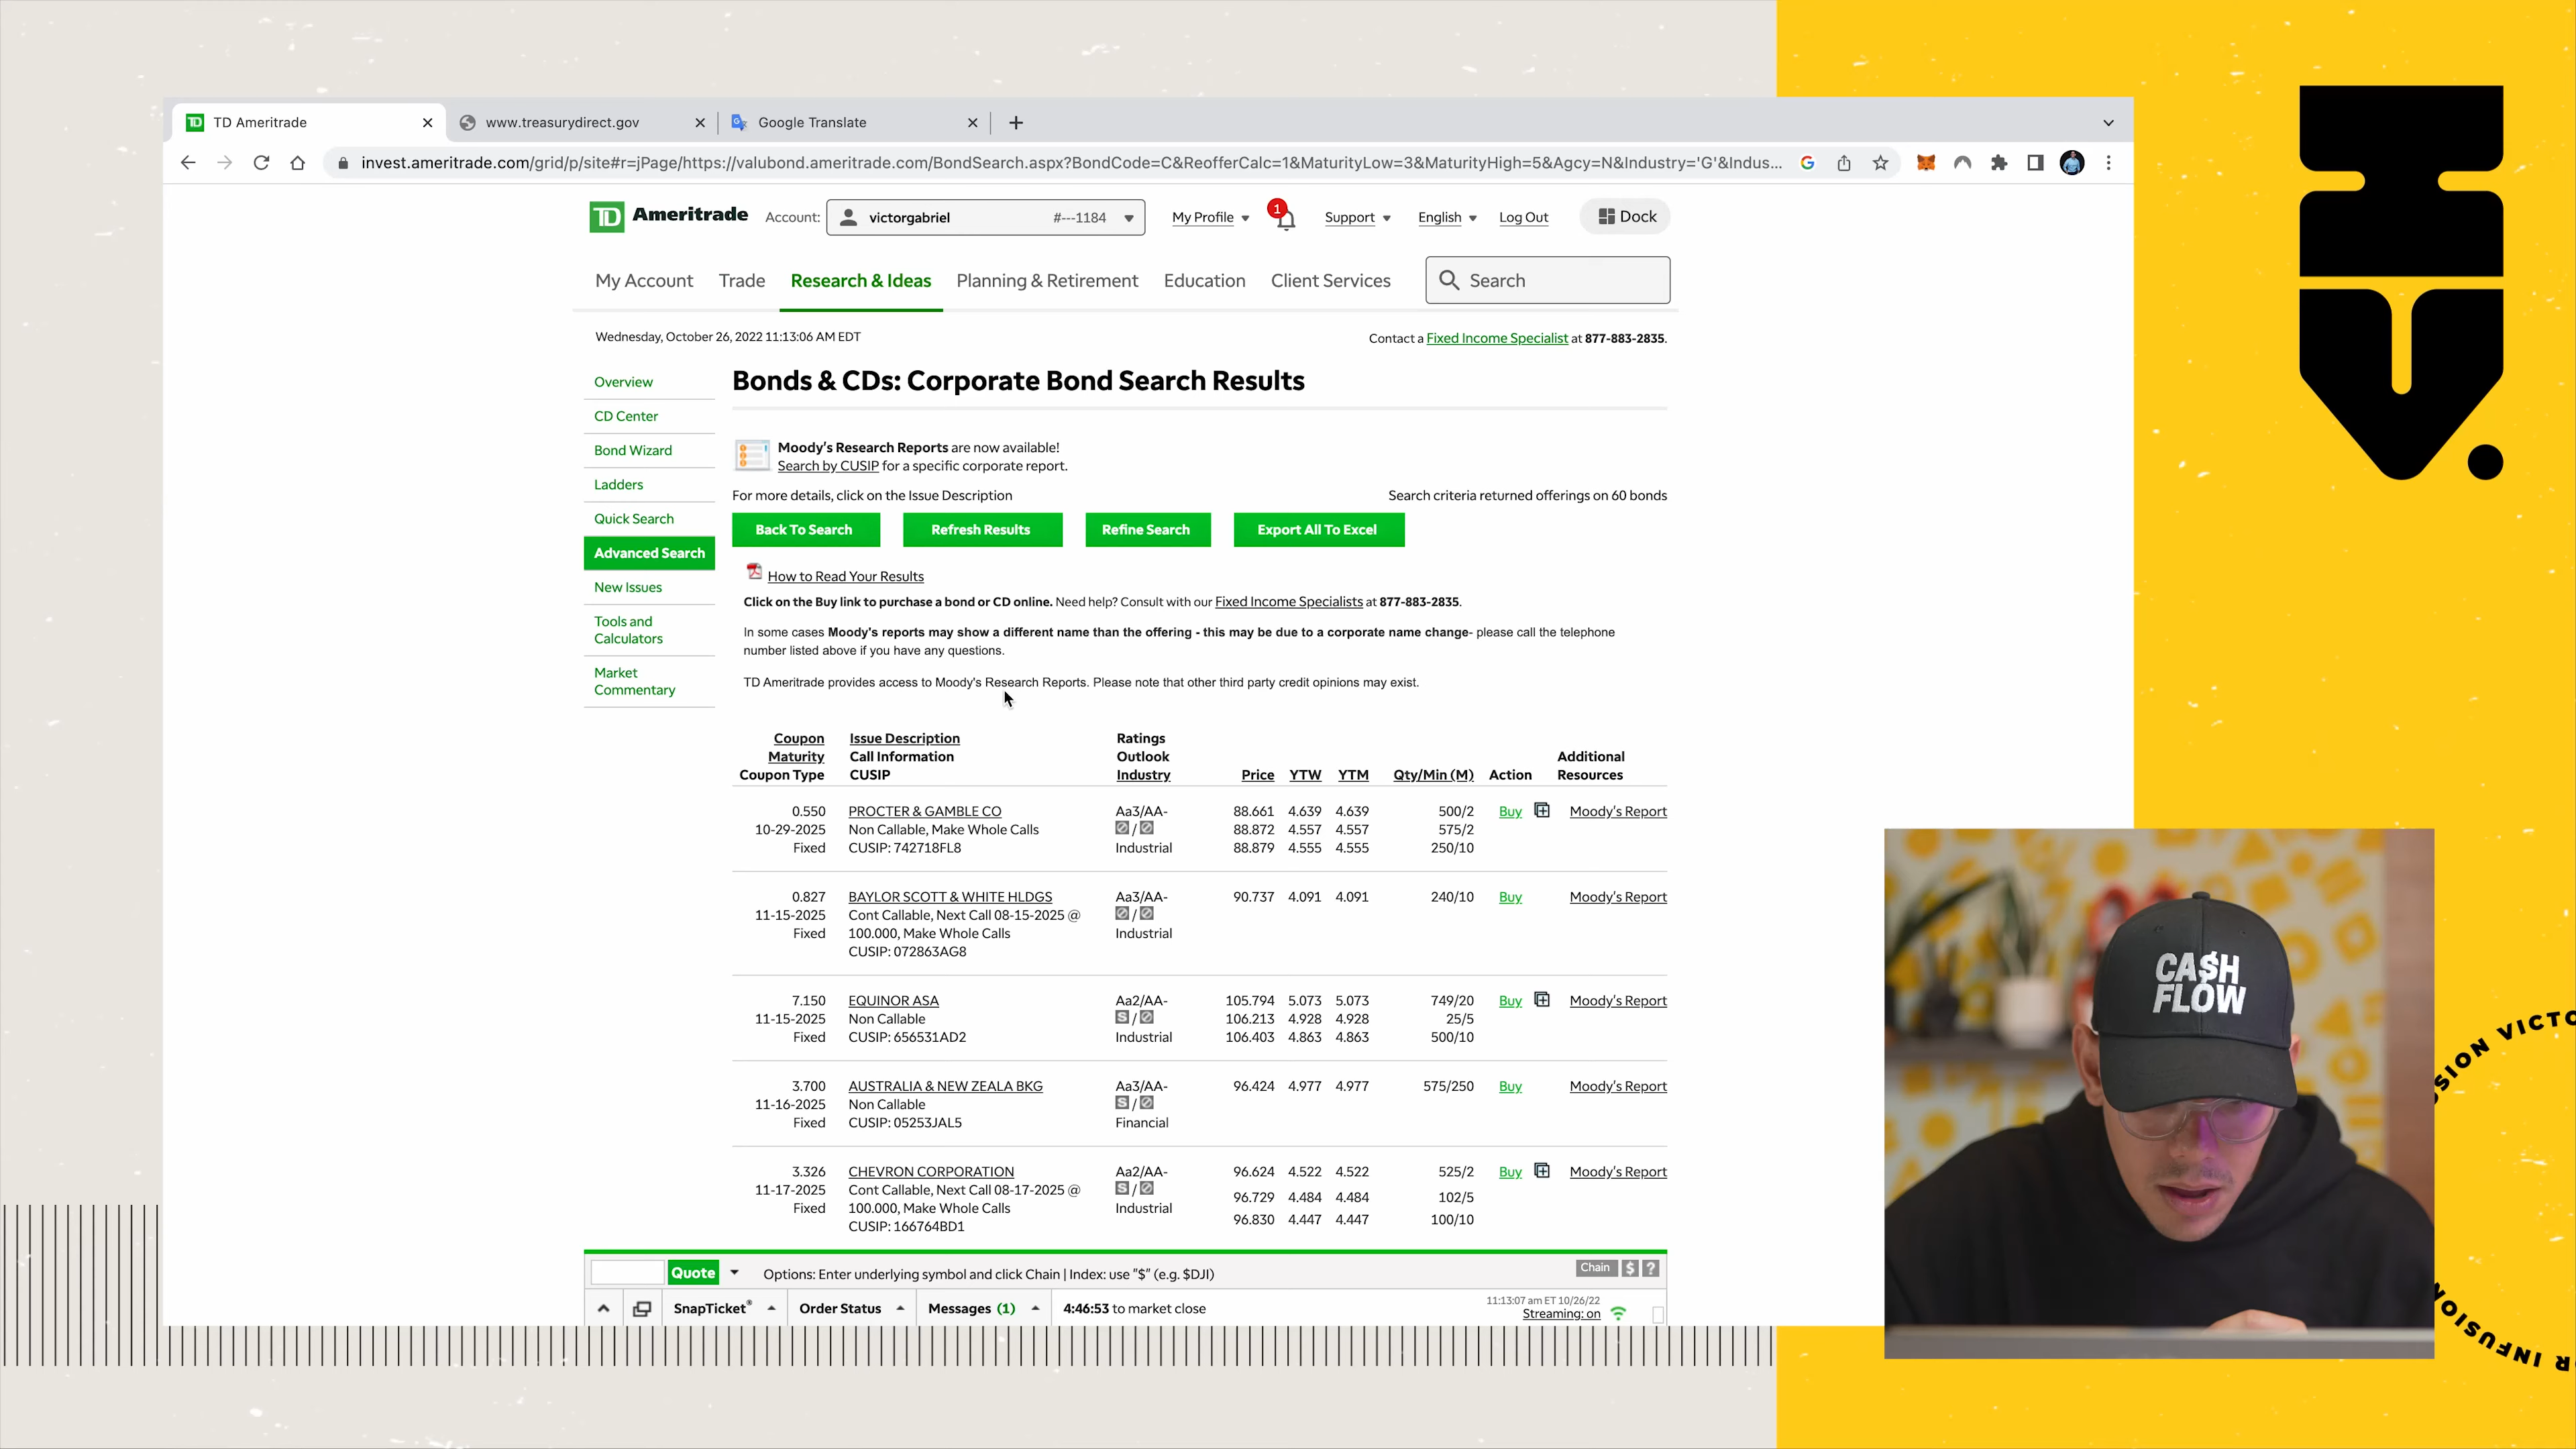 TD Ameritrade
www.treasurydirect.gov
Google Translate
invest.ameritrade.com/grid/p/site#r=jPage/https://valubond.ameritrade.com/BondSearch.aspx?BondCode=C&ReofferCalc=1&MaturityLow=3&MaturityHigh=5&Agcy=N&Industry='G'&Indus...
TD Ameritrade Account: victorgabriel #---1184 My Profile 1 Support English Log Out Dock
My Account Trade Research & Ideas Planning & Retirement Education Client Services Search
Wednesday, October 26, 2022 11:13:06 AM EDT
Contact a Fixed Income Specialist at 877-883-2835.
Overview
CD Center
Bond Wizard
Ladders
Quick Search
Advanced Search
New Issues
Tools and
Calculators
Market
Commentary
Bonds & CDs: Corporate Bond Search Results
Moody's Research Reports are now available!
Search by CUSIP for a specific corporate report.
For more details, click on the Issue Description
Search criteria returned offerings on 60 bonds
Back To Search Refresh Results Refine Search Export All To Excel
How to Read Your Results
Click on the Buy link to purchase a bond or CD online. Need help? Consult with our Fixed Income Specialists at 877-883-2835.
In some cases Moody's reports may show a different name than the offering - this may be due to a corporate name change- please call the telephone
number listed above if you have any questions.
TD Ameritrade provides access to Moody's Research Reports. Please note that other third party credit opinions may exist.
Coupon Issue Description Ratings
Maturity Call Information Outlook Additional
Coupon Type CUSIP Industry Price YTW YTM Qty/Min (M) Action Resources
0.550 PROCTER & GAMBLE CO Aa3/AA- 88.661 4.639 4.639 500/2 Buy Moody's Report
10-29-2025 Non Callable, Make Whole Calls / 88.872 4.557 4.557 575/2
Fixed CUSIP: 742718FL8 Industrial 88.879 4.555 4.555 250/10
0.827 BAYLOR SCOTT & WHITE HLDGS Aa3/AA- 90.737 4.091 4.091 240/10 Buy Moody's Report
11-15-2025 Cont Callable, Next Call 08-15-2025 @ /
Fixed 100.000, Make Whole Calls Industrial
CUSIP: 072863AG8
7.150 EQUINOR ASA Aa2/AA- 105.794 5.073 5.073 749/20 Buy Moody's Report
11-15-2025 Non Callable S / 106.213 4.928 4.928 25/5
Fixed CUSIP: 656531AD2 Industrial 106.403 4.863 4.863 500/10
3.700 AUSTRALIA & NEW ZEALA BKG Aa3/AA- 96.424 4.977 4.977 575/250 Buy Moody's Report
11-16-2025 Non Callable S /
Fixed CUSIP: 05253JAL5 Financial
3.326 CHEVRON CORPORATION Aa2/AA- 96.624 4.522 4.522 525/2 Buy Moody's Report
11-17-2025 Cont Callable, Next Call 08-17-2025 @ S / 96.729 4.484 4.484 102/5
Fixed 100.000, Make Whole Calls Industrial 96.830 4.447 4.447 100/10
CUSIP: 166764BD1
Quote Options: Enter underlying symbol and click Chain | Index: use "$" (e.g. $DJI) Chain $ ?
SnapTicket® Order Status Messages (1) 4:46:53 to market close
11:13:07 am ET 10/26/22
Streaming: on
CA$H
FLOW
SION VICTO
R INFUSION